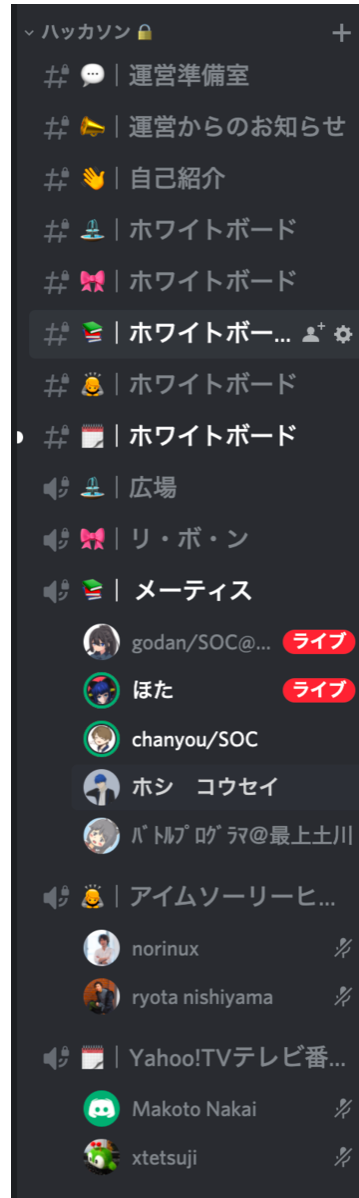 ハッカソン🔒
💬｜運営準備室
📣｜運営からのお知らせ
👋｜自己紹介
⛲｜ホワイトボード
🎀｜ホワイトボード
📚｜ホワイトボー...
🙇｜ホワイトボード
🗓｜ホワイトボード
⛲｜広場
🎀｜リ・ボ・ン
📚｜メーティス
godan/SOC@... ライブ
ほた ライブ
chanyou/SOC
ホシ　コウセイ
ﾊﾞﾄﾙﾌﾟﾛｸﾞﾗﾏ@最上土川
🙇｜アイムソーリーヒ...
norinux
ryota nishiyama
🗓｜Yahoo!TVテレビ番...
Makoto Nakai
xtetsuji